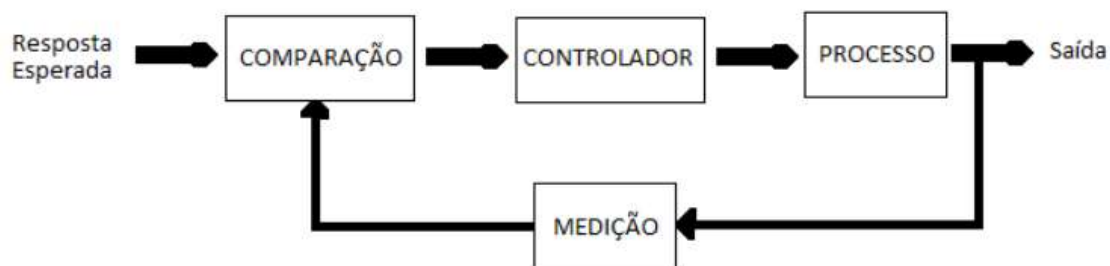 Resposta
Esperada
COMPARAÇÃO
CONTROLADOR
PROCESSO
Saída
MEDIÇÃO